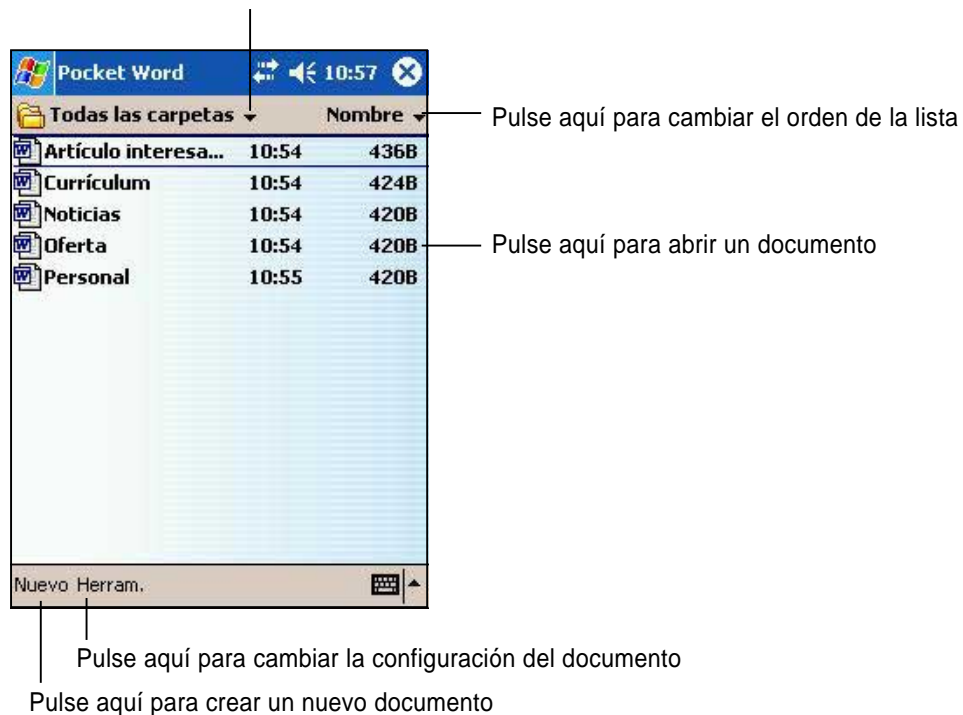 Pocket Word 10:57
Todas las carpetas Nombre
Pulse aquí para cambiar el orden de la lista
Artículo interesa... 10:54 436B
Currículum 10:54 424B
Noticias 10:54 420B
Oferta 10:54 420B
Pulse aquí para abrir un documento
Personal 10:55 420B
Nuevo Herram.
Pulse aquí para cambiar la configuración del documento
Pulse aquí para crear un nuevo documento